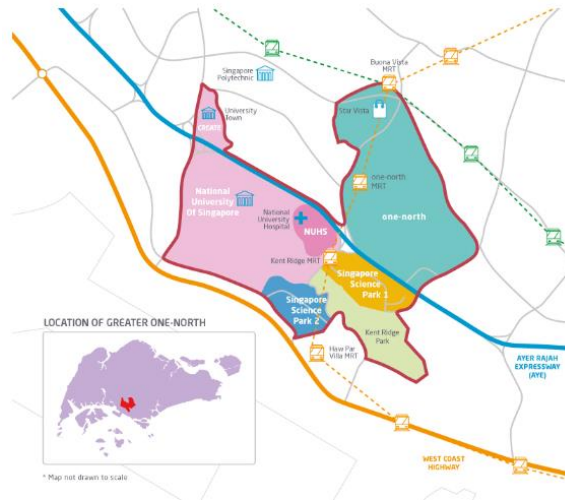 Buona Vista
MRT
Singapore
Polytechnic
Star Vista
University
Town
CREATE
one-north
MRT
National
University
Of Singapore
National
University
Hospital
NUHS
one-north
Kent Ridge MRT
Singapore
Science Park 1
Singapore
Science
Park 2
Kent Ridge
Park
Haw Par
Villa MRT
LOCATION OF GREATER ONE-NORTH
AYER RAJAH
EXPRESSWAY
(AYE)
WEST COAST
HIGHWAY
* Map not drawn to scale